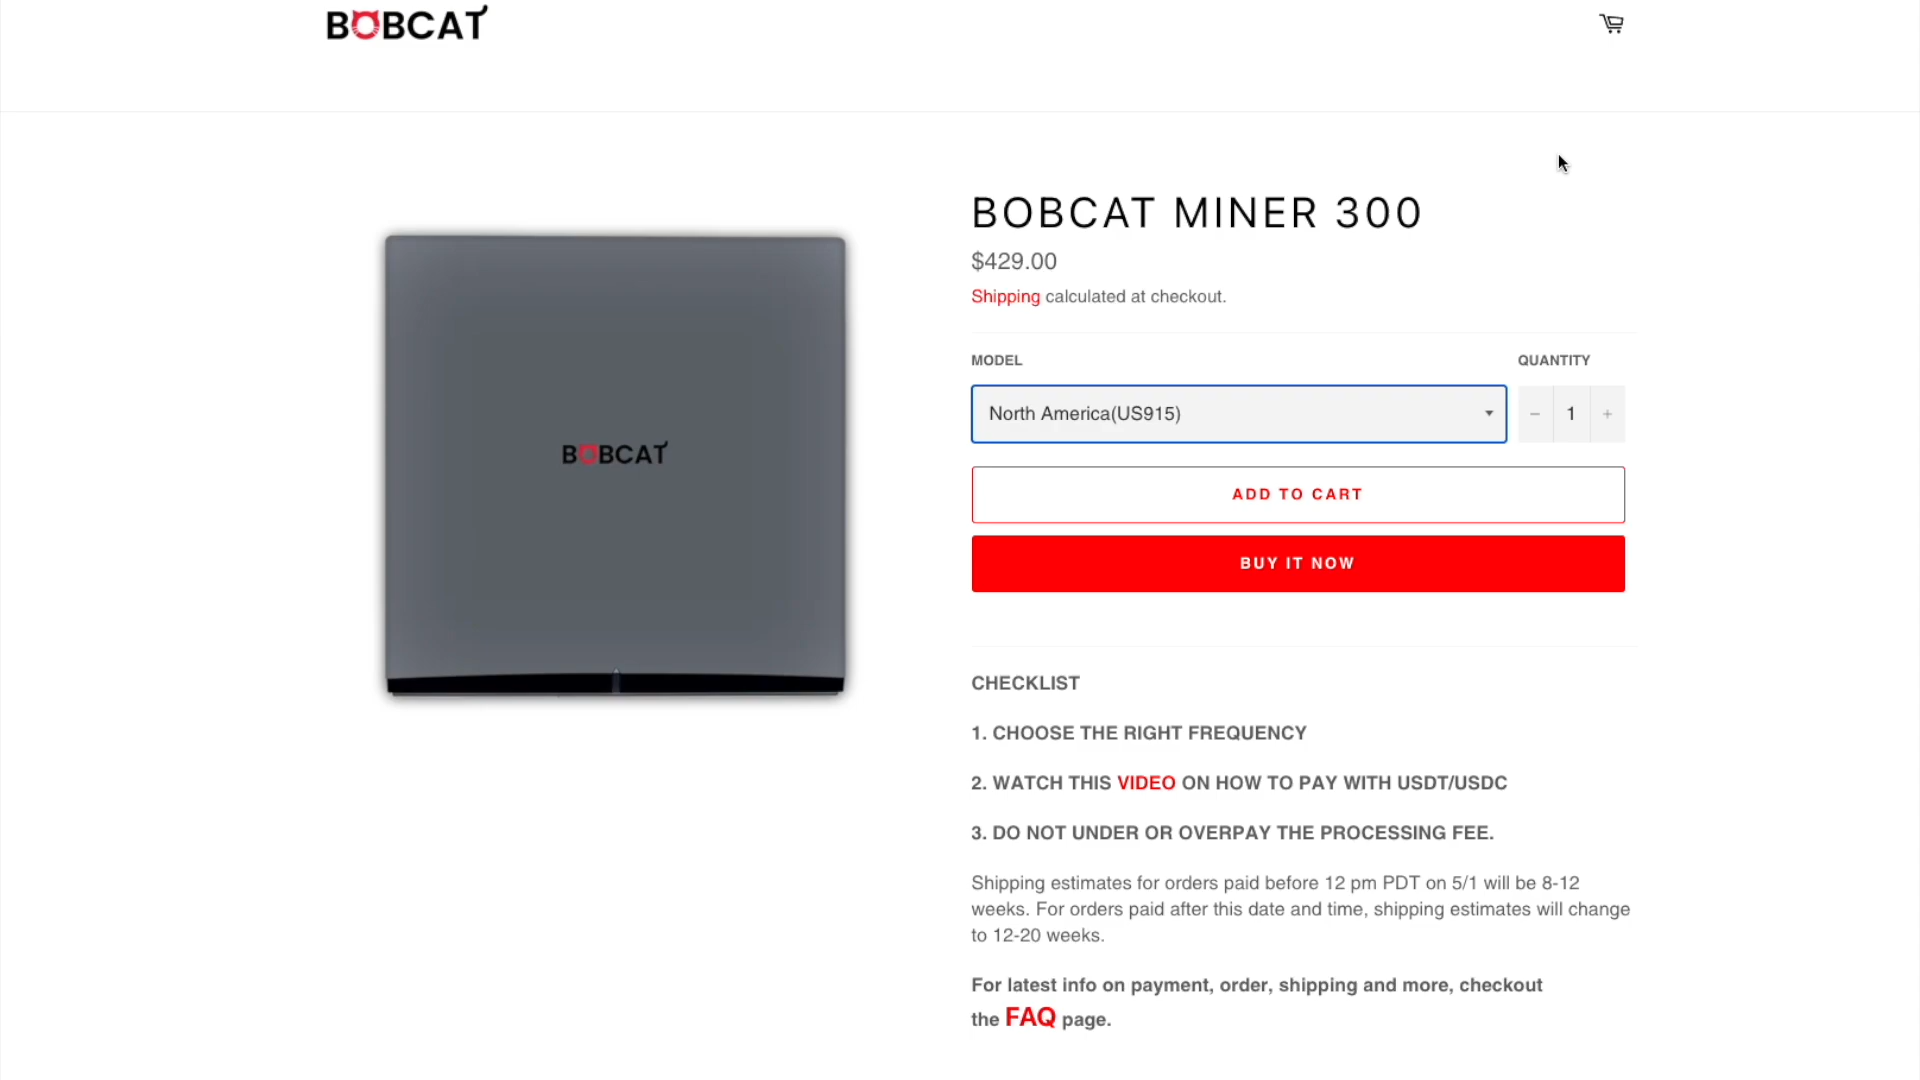 BOBCAT
BOBCAT MINER 300
$429.00
Shipping calculated at checkout.
MODEL
QUANTITY
North America(US915)
− 1 +
ADD TO CART
BUY IT NOW
BOBCAT
CHECKLIST
1. CHOOSE THE RIGHT FREQUENCY
2. WATCH THIS VIDEO ON HOW TO PAY WITH USDT/USDC
3. DO NOT UNDER OR OVERPAY THE PROCESSING FEE.
Shipping estimates for orders paid before 12 pm PDT on 5/1 will be 8-12
weeks. For orders paid after this date and time, shipping estimates will change
to 12-20 weeks.
For latest info on payment, order, shipping and more, checkout
the FAQ page.